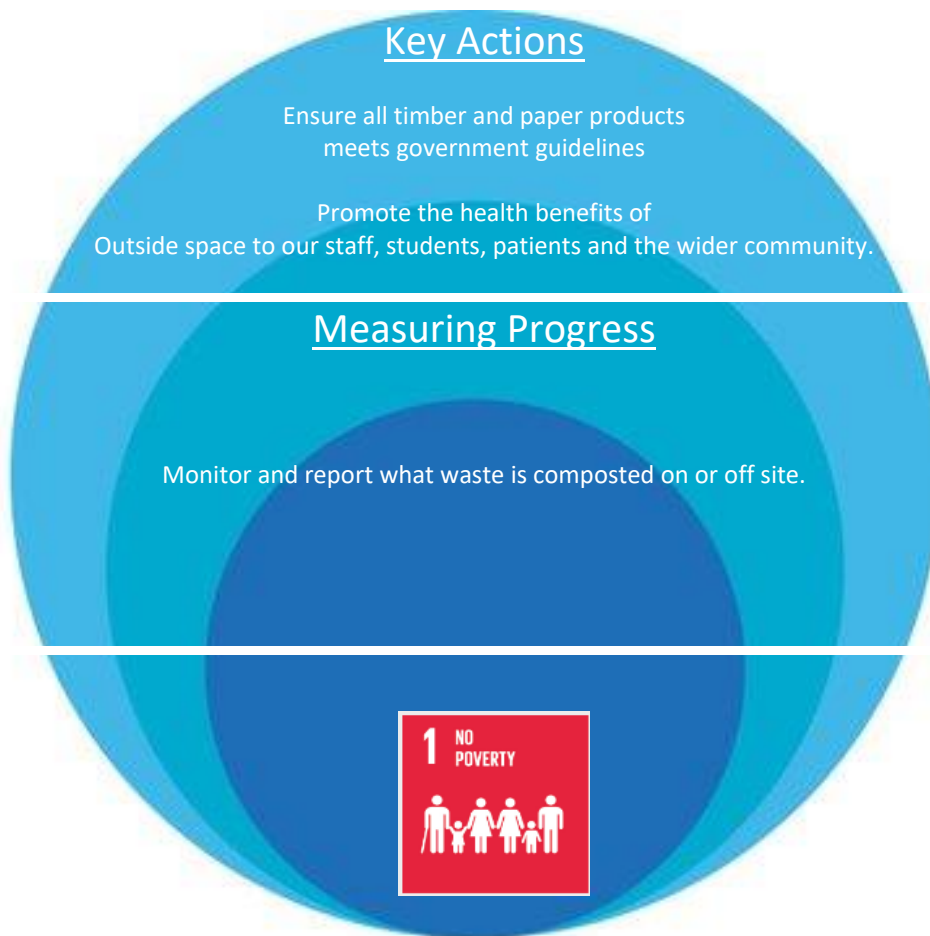 Key Actions
Ensure all timber and paper products
meets government guidelines
Promote the health benefits of
Outside space to our staff, students, patients and the wider community.
Measuring Progress
Monitor and report what waste is composted on or off site.
1 NO
POVERTY